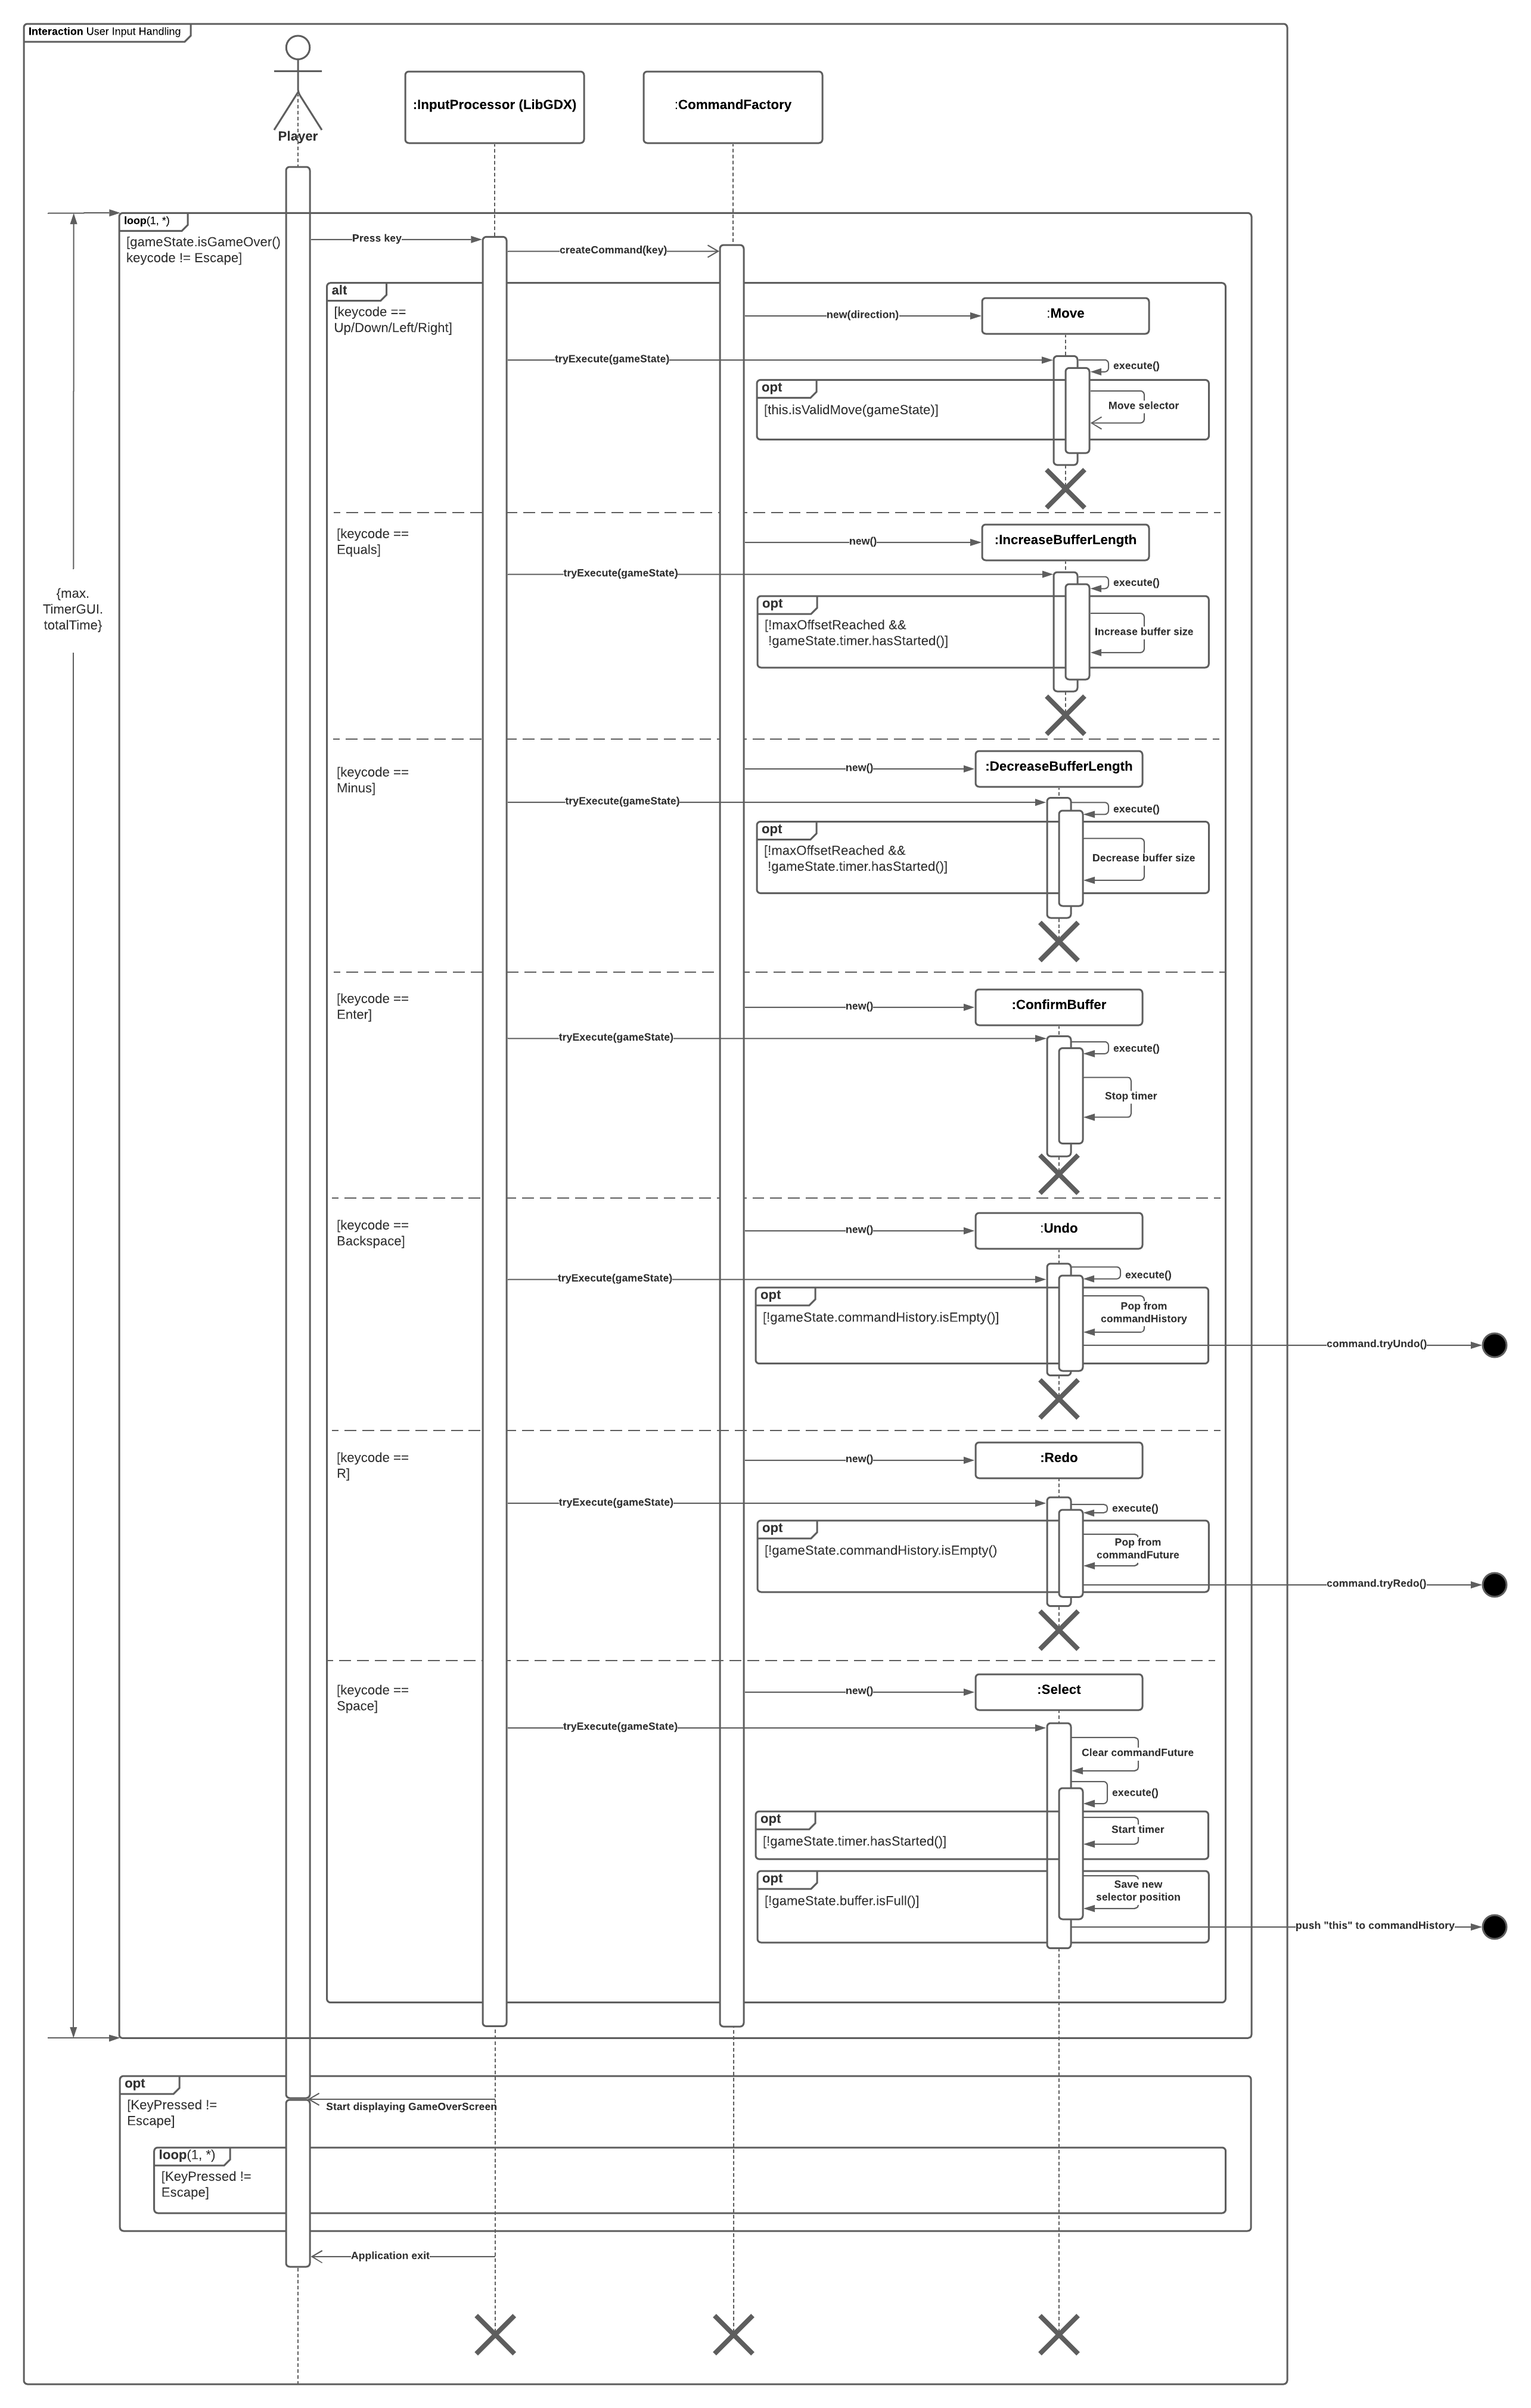 Interaction User Input Handling
Player
:InputProcessor (LibGDX)
:CommandFactory
loop(1, *)
[gameState.isGameOver()
keycode != Escape]
Press key
createCommand(key)
alt
[keycode ==
Up/Down/Left/Right]
new(direction)
:Move
tryExecute(gameState)
execute()
opt
[this.isValidMove(gameState)]
Move selector
[keycode ==
Equals]
new()
:IncreaseBufferLength
tryExecute(gameState)
execute()
{max.
TimerGUI.
totalTime}
opt
[!maxOffsetReached &&
!gameState.timer.hasStarted()]
Increase buffer size
[keycode ==
Minus]
new()
:DecreaseBufferLength
tryExecute(gameState)
execute()
opt
[!maxOffsetReached &&
!gameState.timer.hasStarted()]
Decrease buffer size
[keycode ==
Enter]
new()
:ConfirmBuffer
tryExecute(gameState)
execute()
Stop timer
[keycode ==
Backspace]
new()
:Undo
tryExecute(gameState)
execute()
opt
[!gameState.commandHistory.isEmpty()]
Pop from
commandHistory
command.tryUndo()
[keycode ==
R]
new()
:Redo
tryExecute(gameState)
execute()
opt
[!gameState.commandHistory.isEmpty()
Pop from
commandFuture
command.tryRedo()
[keycode ==
Space]
new()
:Select
tryExecute(gameState)
Clear commandFuture
execute()
opt
[!gameState.timer.hasStarted()]
Start timer
opt
[!gameState.buffer.isFull()]
Save new
selector position
push "this" to commandHistory
opt
[KeyPressed !=
Escape]
Start displaying GameOverScreen
loop(1, *)
[KeyPressed !=
Escape]
Application exit